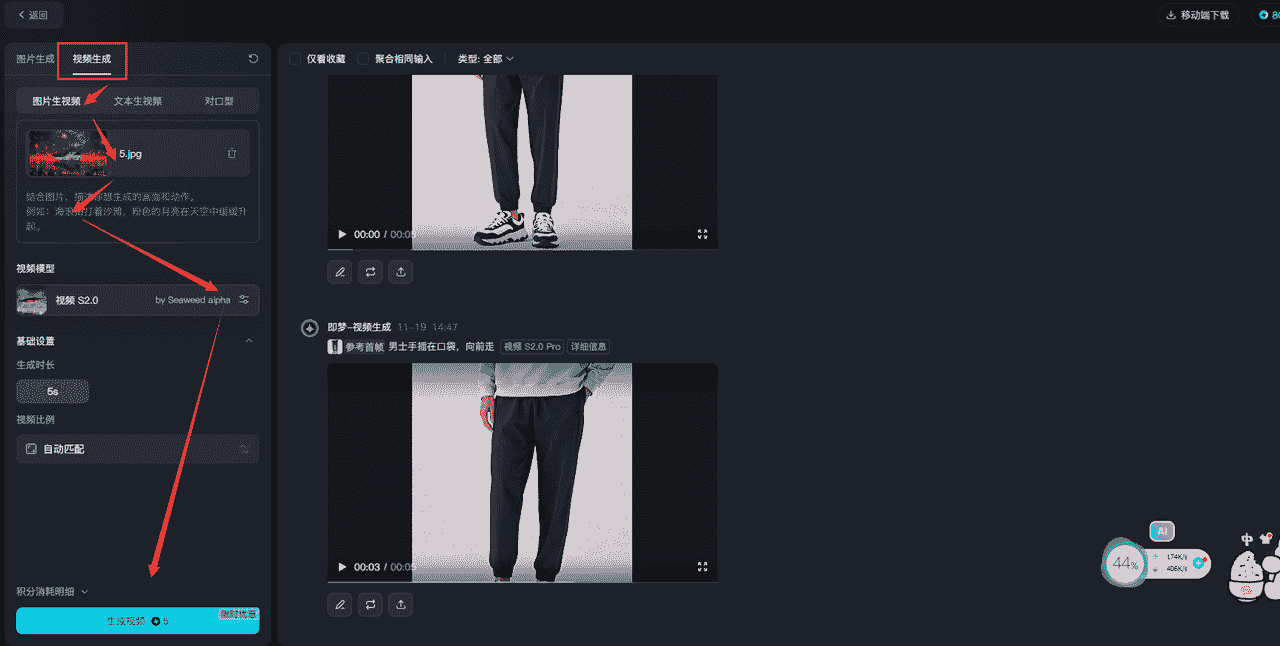 返回
移动端下载
80
图片生成
视频生成
仅看收藏
聚合相同输入
类型: 全部
图片生视频
文本生视频
对口型
5.jpg
结合图片，描述你想生成的画面和动作。
例如：海浪拍打着沙滩，粉色的月亮在天空中缓缓升
起。
00:00 / 00:05
视频模型
视频 S2.0
by Seaweed alpha
即梦–视频生成 11-19 14:47
参考首帧 男士手插在口袋，向前走 视频 S2.0 Pro 详细信息
基础设置
生成时长
5s
视频比例
自动匹配
AI
中
44%
174K/s
406K/s
00:03 / 00:05
积分消耗明细
限时优惠
生成视频 5